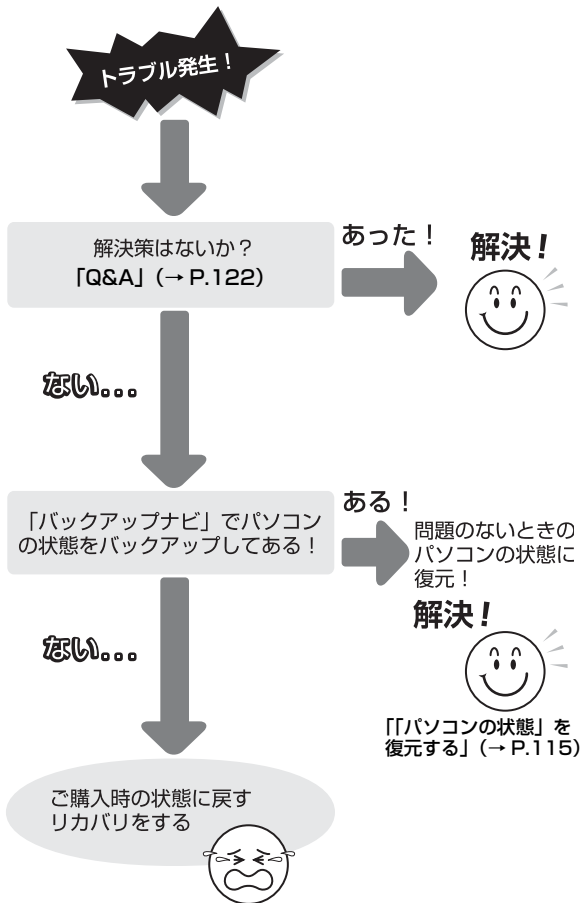 トラブル発生!
解決策はないか?
「Q&A」(→ P.122)
あった!
解決!
ない...
「バックアップナビ」でパソコン
の状態をバックアップしてある!
ある!
問題のないときの
パソコンの状態に
復元!
解決!
「「パソコンの状態」を
復元する」(→ P.115)
ない...
ご購入時の状態に戻す
リカバリをする